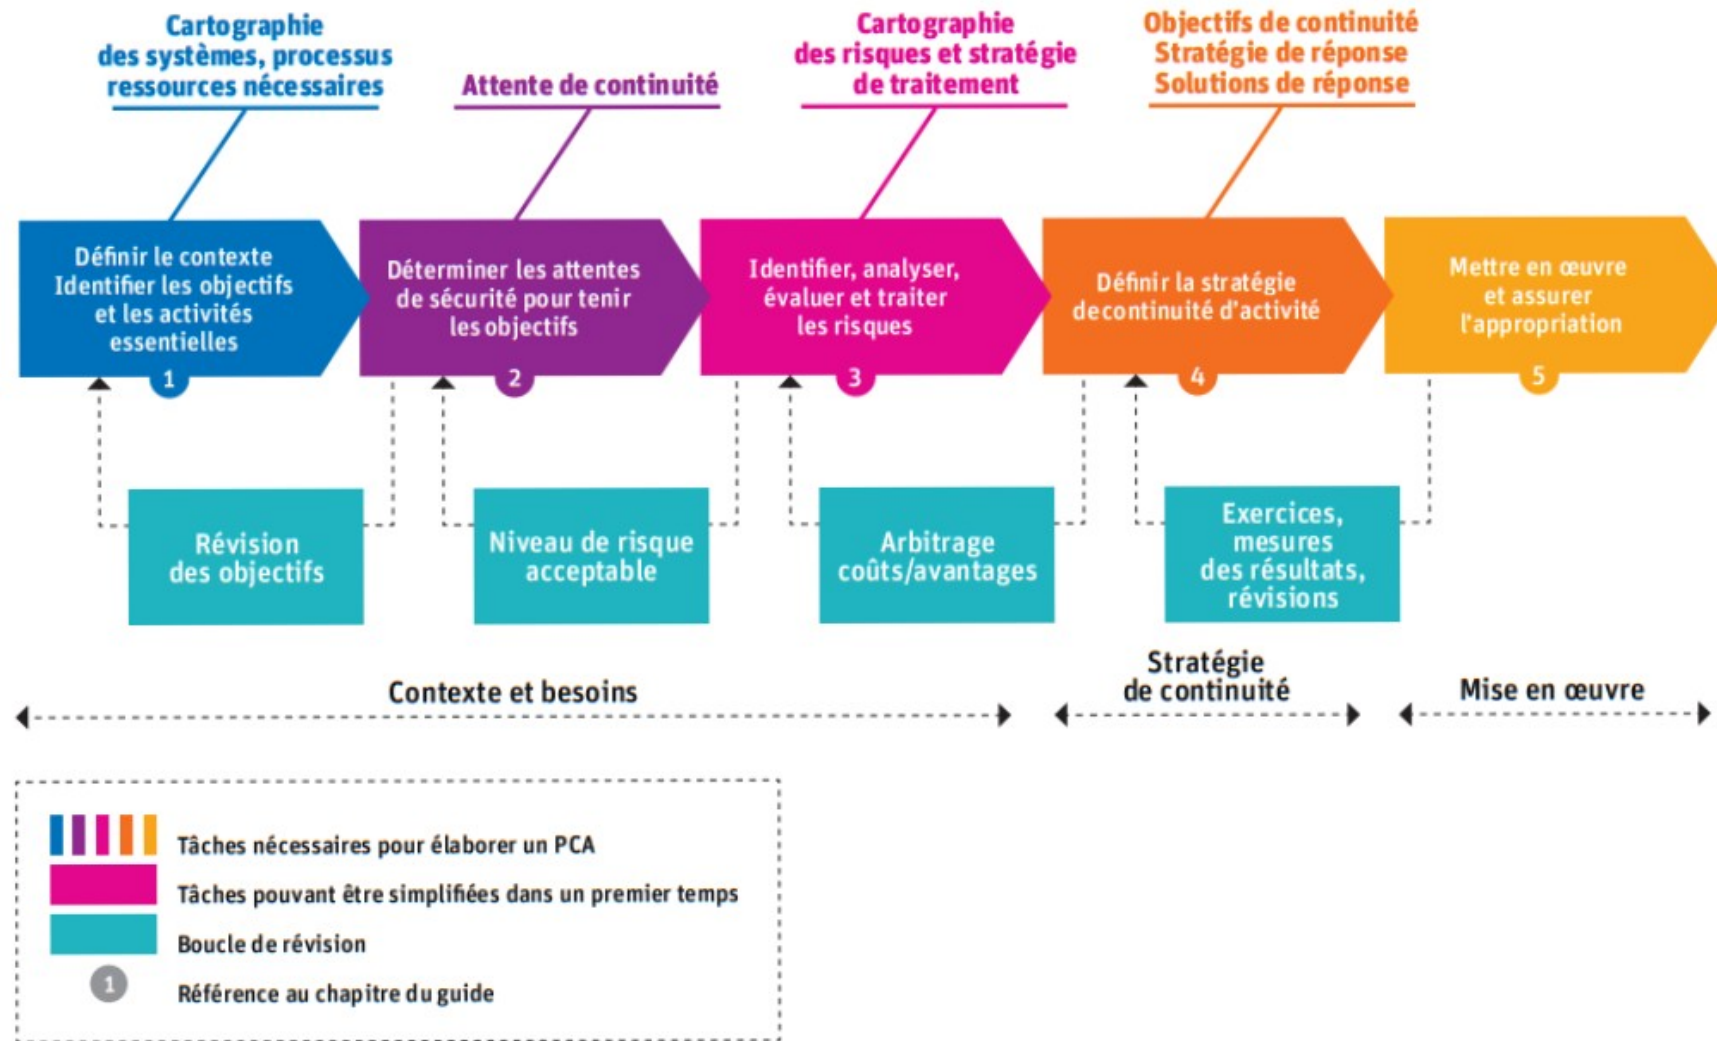 Cartographie
des systèmes, processus
ressources nécessaires
Attente de continuité
Cartographie
des risques et stratégie
de traitement
Objectifs de continuité
Stratégie de réponse
Solutions de réponse
Définir le contexte
Identifier les objectifs
et les activités
essentielles
1
Déterminer les attentes
de sécurité pour tenir
les objectifs
2
Identifier, analyser,
évaluer et traiter
les risques
3
Définir la stratégie
decontinuité d'activité
4
Mettre en œuvre
et assurer
l'appropriation
5
Révision
des objectifs
Niveau de risque
acceptable
Arbitrage
coûts/avantages
Exercices,
mesures
des résultats,
révisions
Contexte et besoins
Stratégie
de continuité
Mise en œuvre
Tâches nécessaires pour élaborer un PCA
Tâches pouvant être simplifiées dans un premier temps
Boucle de révision
1 Référence au chapitre du guide